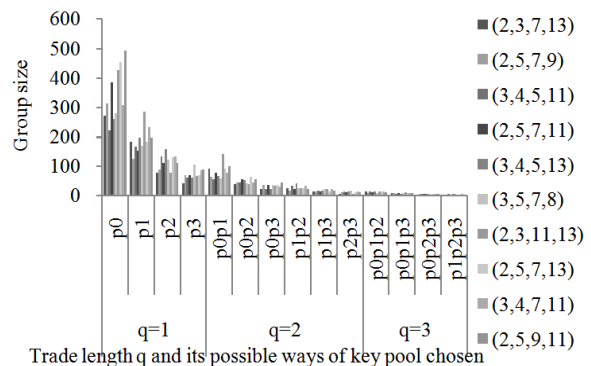 600
500
400
300
200
100
0
Group size
p0
p1
p2
p3
p0p1
p0p2
p0p3
p1p2
p1p3
p2p3
p0p1p2
p0p1p3
p0p2p3
p1p2p3
q=1
q=2
q=3
Trade length q and its possible ways of key pool chosen
(2,3,7,13)
(2,5,7,9)
(3,4,5,11)
(2,5,7,11)
(3,4,5,13)
(3,5,7,8)
(2,3,11,13)
(2,5,7,13)
(3,4,7,11)
(2,5,9,11)